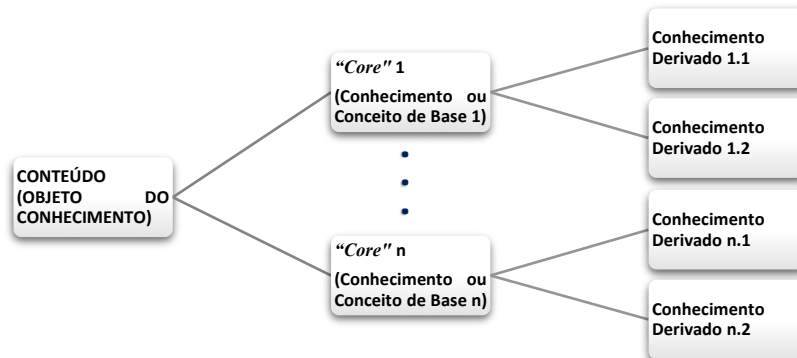 CONTEÚDO
(OBJETO DO
CONHECIMENTO)
“Core” 1
(Conhecimento ou
Conceito de Base 1)
“Core” n
(Conhecimento ou
Conceito de Base n)
Conhecimento
Derivado 1.1
Conhecimento
Derivado 1.2
Conhecimento
Derivado n.1
Conhecimento
Derivado n.2